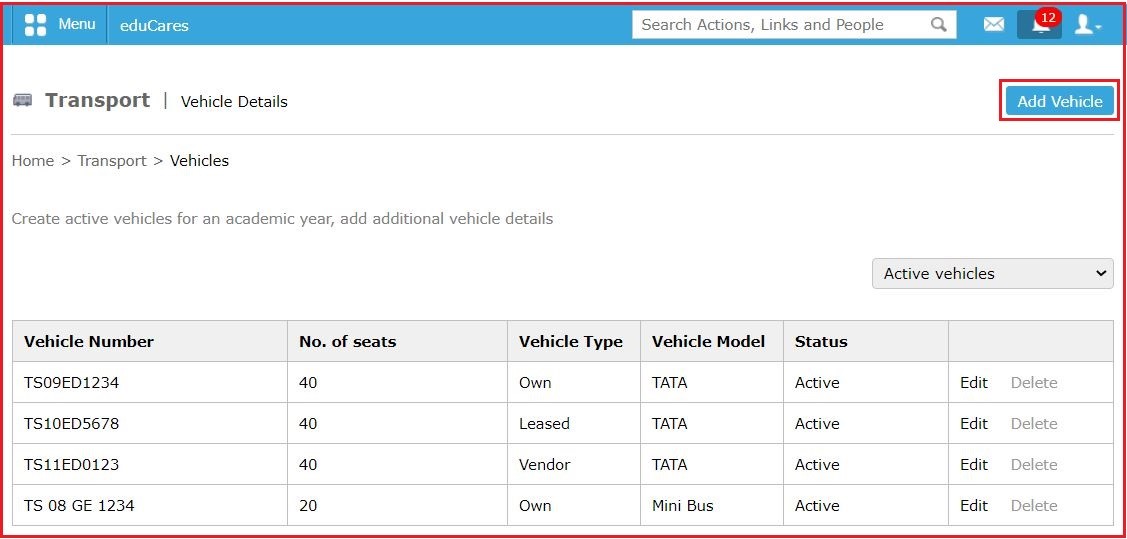 Menu eduCares Search Actions, Links and People 12
Transport | Vehicle Details Add Vehicle
Home > Transport > Vehicles
Create active vehicles for an academic year, add additional vehicle details
Active vehicles
Vehicle Number No. of seats Vehicle Type Vehicle Model Status
TS09ED1234 40 Own TATA Active Edit Delete
TS10ED5678 40 Leased TATA Active Edit Delete
TS11ED0123 40 Vendor TATA Active Edit Delete
TS 08 GE 1234 20 Own Mini Bus Active Edit Delete